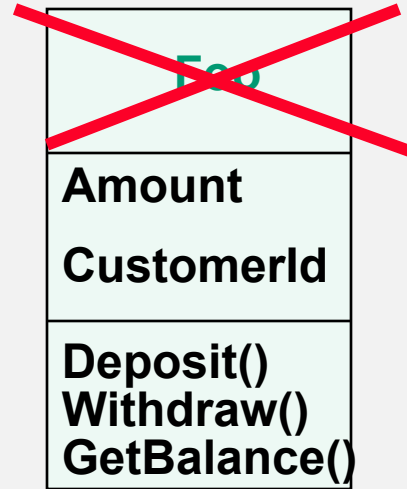 Foo
Amount
CustomerId
Deposit()
Withdraw()
GetBalance()